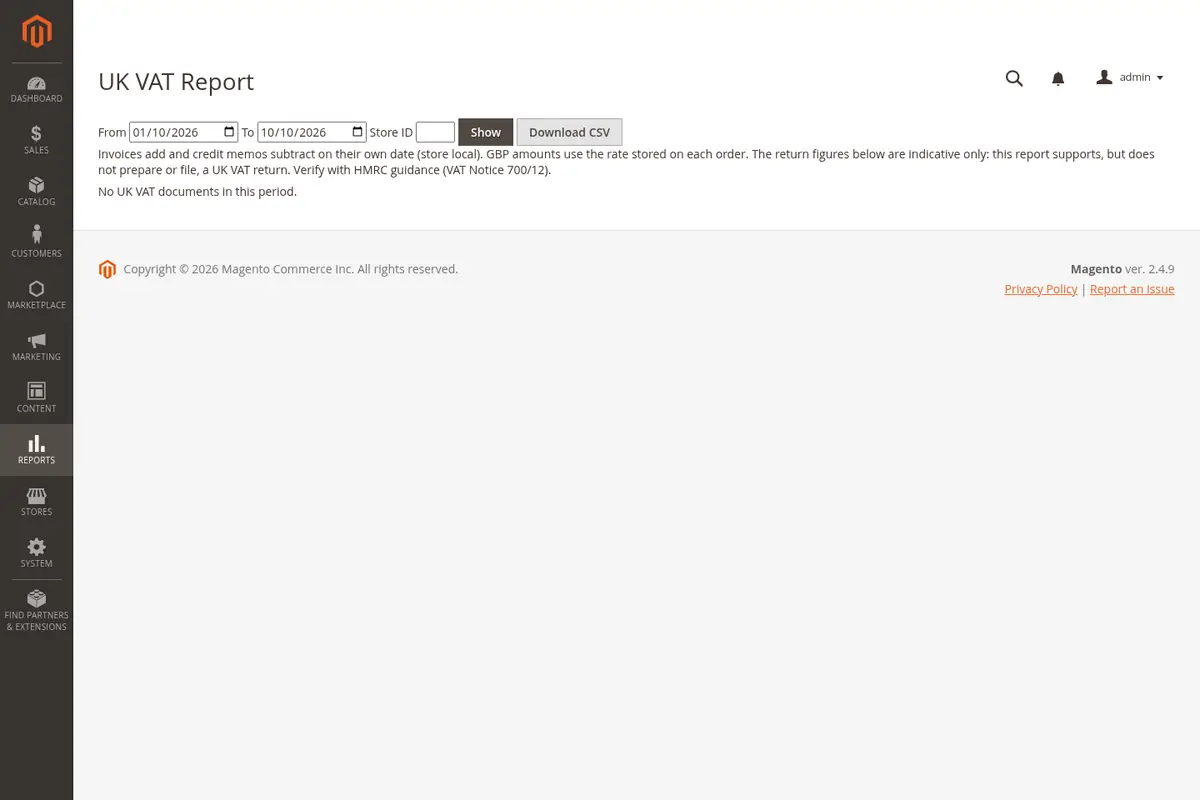 DASHBOARD
SALES
CATALOG
CUSTOMERS
MARKETPLACE
MARKETING
CONTENT
REPORTS
STORES
SYSTEM
FIND PARTNERS
& EXTENSIONS
UK VAT Report
admin
From 01/10/2026 To 10/10/2026 Store ID Show Download CSV
Invoices add and credit memos subtract on their own date (store local). GBP amounts use the rate stored on each order. The return figures below are indicative only: this report supports, but does
not prepare or file, a UK VAT return. Verify with HMRC guidance (VAT Notice 700/12).
No UK VAT documents in this period.
Copyright © 2026 Magento Commerce Inc. All rights reserved.
Magento ver. 2.4.9
Privacy Policy | Report an Issue